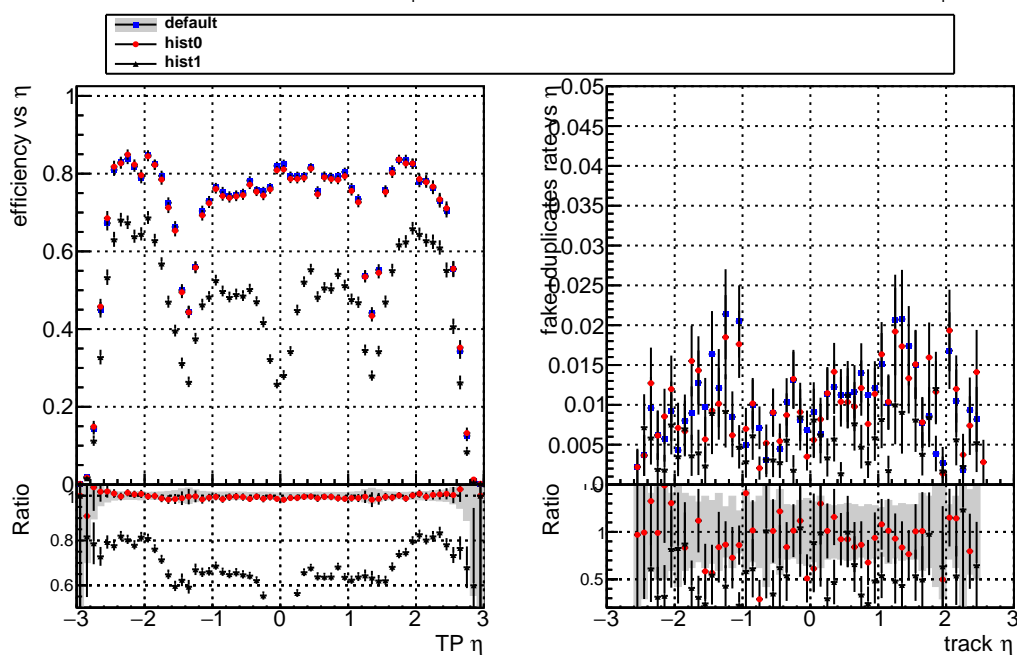 default
hist0
hist1
efficiency vs η
1
0.8
0.6
0.4
0.2
0
Ratio
1
0.8
0.6
−3 −2 −1 0 1 2 3
TP η
fake+duplicates rate vs η
0.05
0.045
0.04
0.035
0.03
0.025
0.02
0.015
0.01
0.005
0
Ratio
1
0.5
−3 −2 −1 0 1 2 3
track η